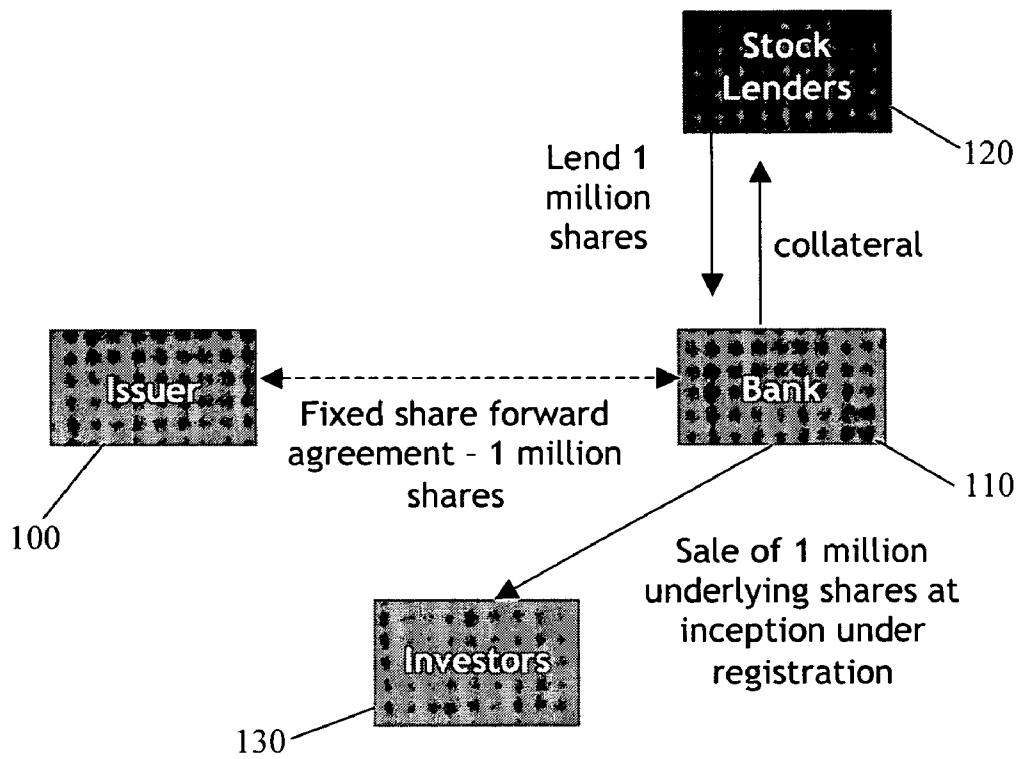 Stock
Lenders
120
Lend 1
million
shares
collateral
Issuer
Bank
Fixed share forward
agreement - 1 million
shares
100
110
Sale of 1 million
underlying shares at
inception under
registration
Investors
130